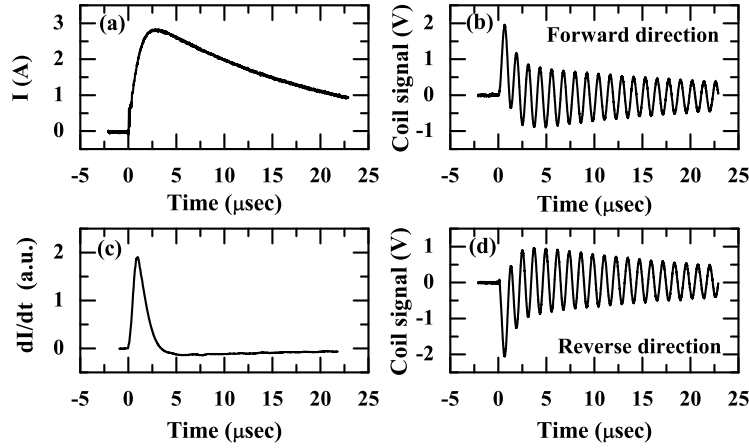 (a)
I (A)
3
2
1
0
-5 0 5 10 15 20 25
Time (μsec)
(b)
Forward direction
Coil signal (V)
2
1
0
-1
-5 0 5 10 15 20 25
Time (μsec)
(c)
dI/dt (a.u.)
2
1
0
-5 0 5 10 15 20 25
Time (μsec)
(d)
Reverse direction
Coil signal (V)
1
0
-1
-2
-5 0 5 10 15 20 25
Time (μsec)